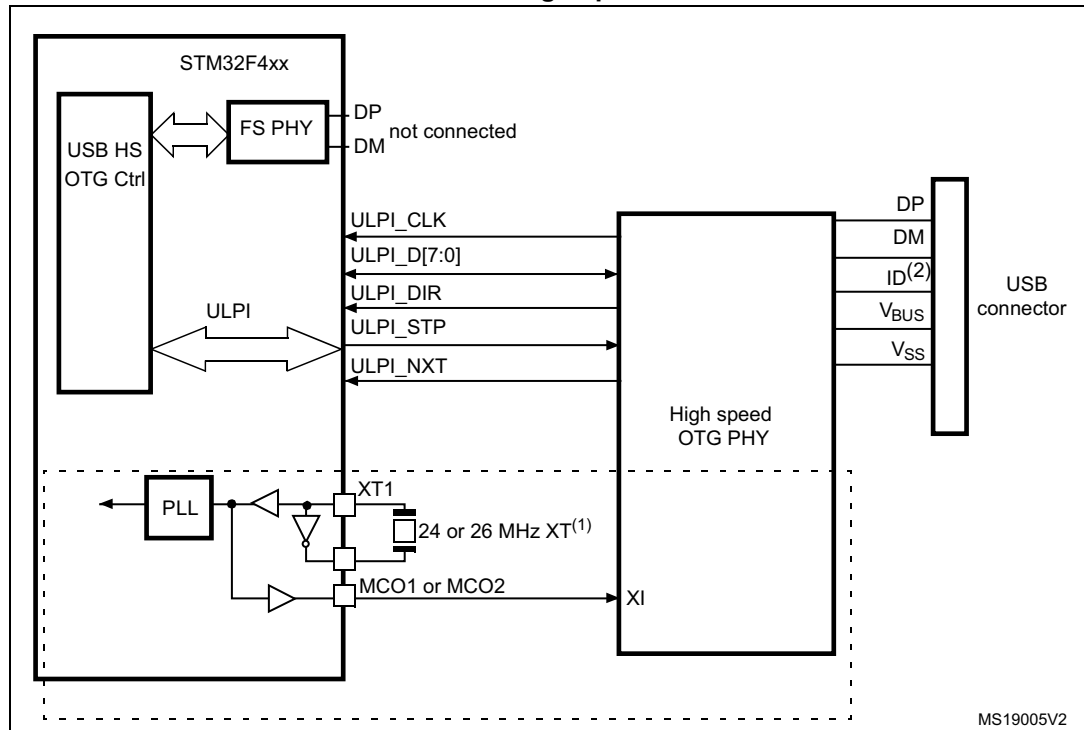 STM32F4xx
FS PHY
DP
DM
not connected
USB HS
OTG Ctrl
ULPI_CLK
ULPI_D[7:0]
ULPI_DIR
ULPI_STP
ULPI_NXT
ULPI
DP
DM
ID(2)
VBUS
VSS
USB
connector
High speed
OTG PHY
PLL
XT1
24 or 26 MHz XT(1)
MCO1 or MCO2
XI
MS19005V2